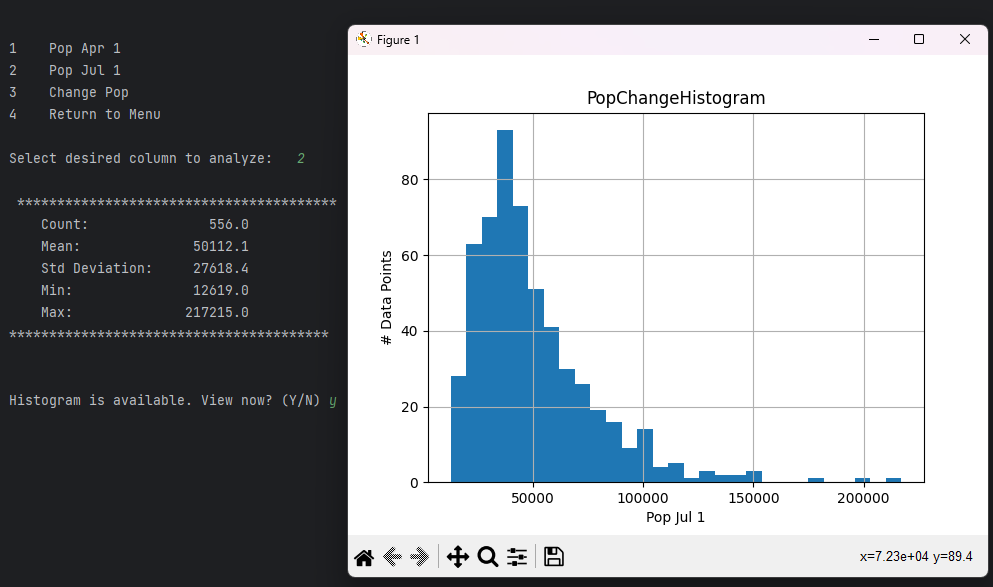 1    Pop Apr 1
2    Pop Jul 1
3    Change Pop
4    Return to Menu
Select desired column to analyze:   2
****************************************
Count:               556.0
Mean:              50112.1
Std Deviation:     27618.4
Min:               12619.0
Max:              217215.0
****************************************
Histogram is available. View now? (Y/N) y
Figure 1
PopChangeHistogram
# Data Points
80
60
40
20
0
50000 100000 150000 200000
Pop Jul 1
x=7.23e+04 y=89.4